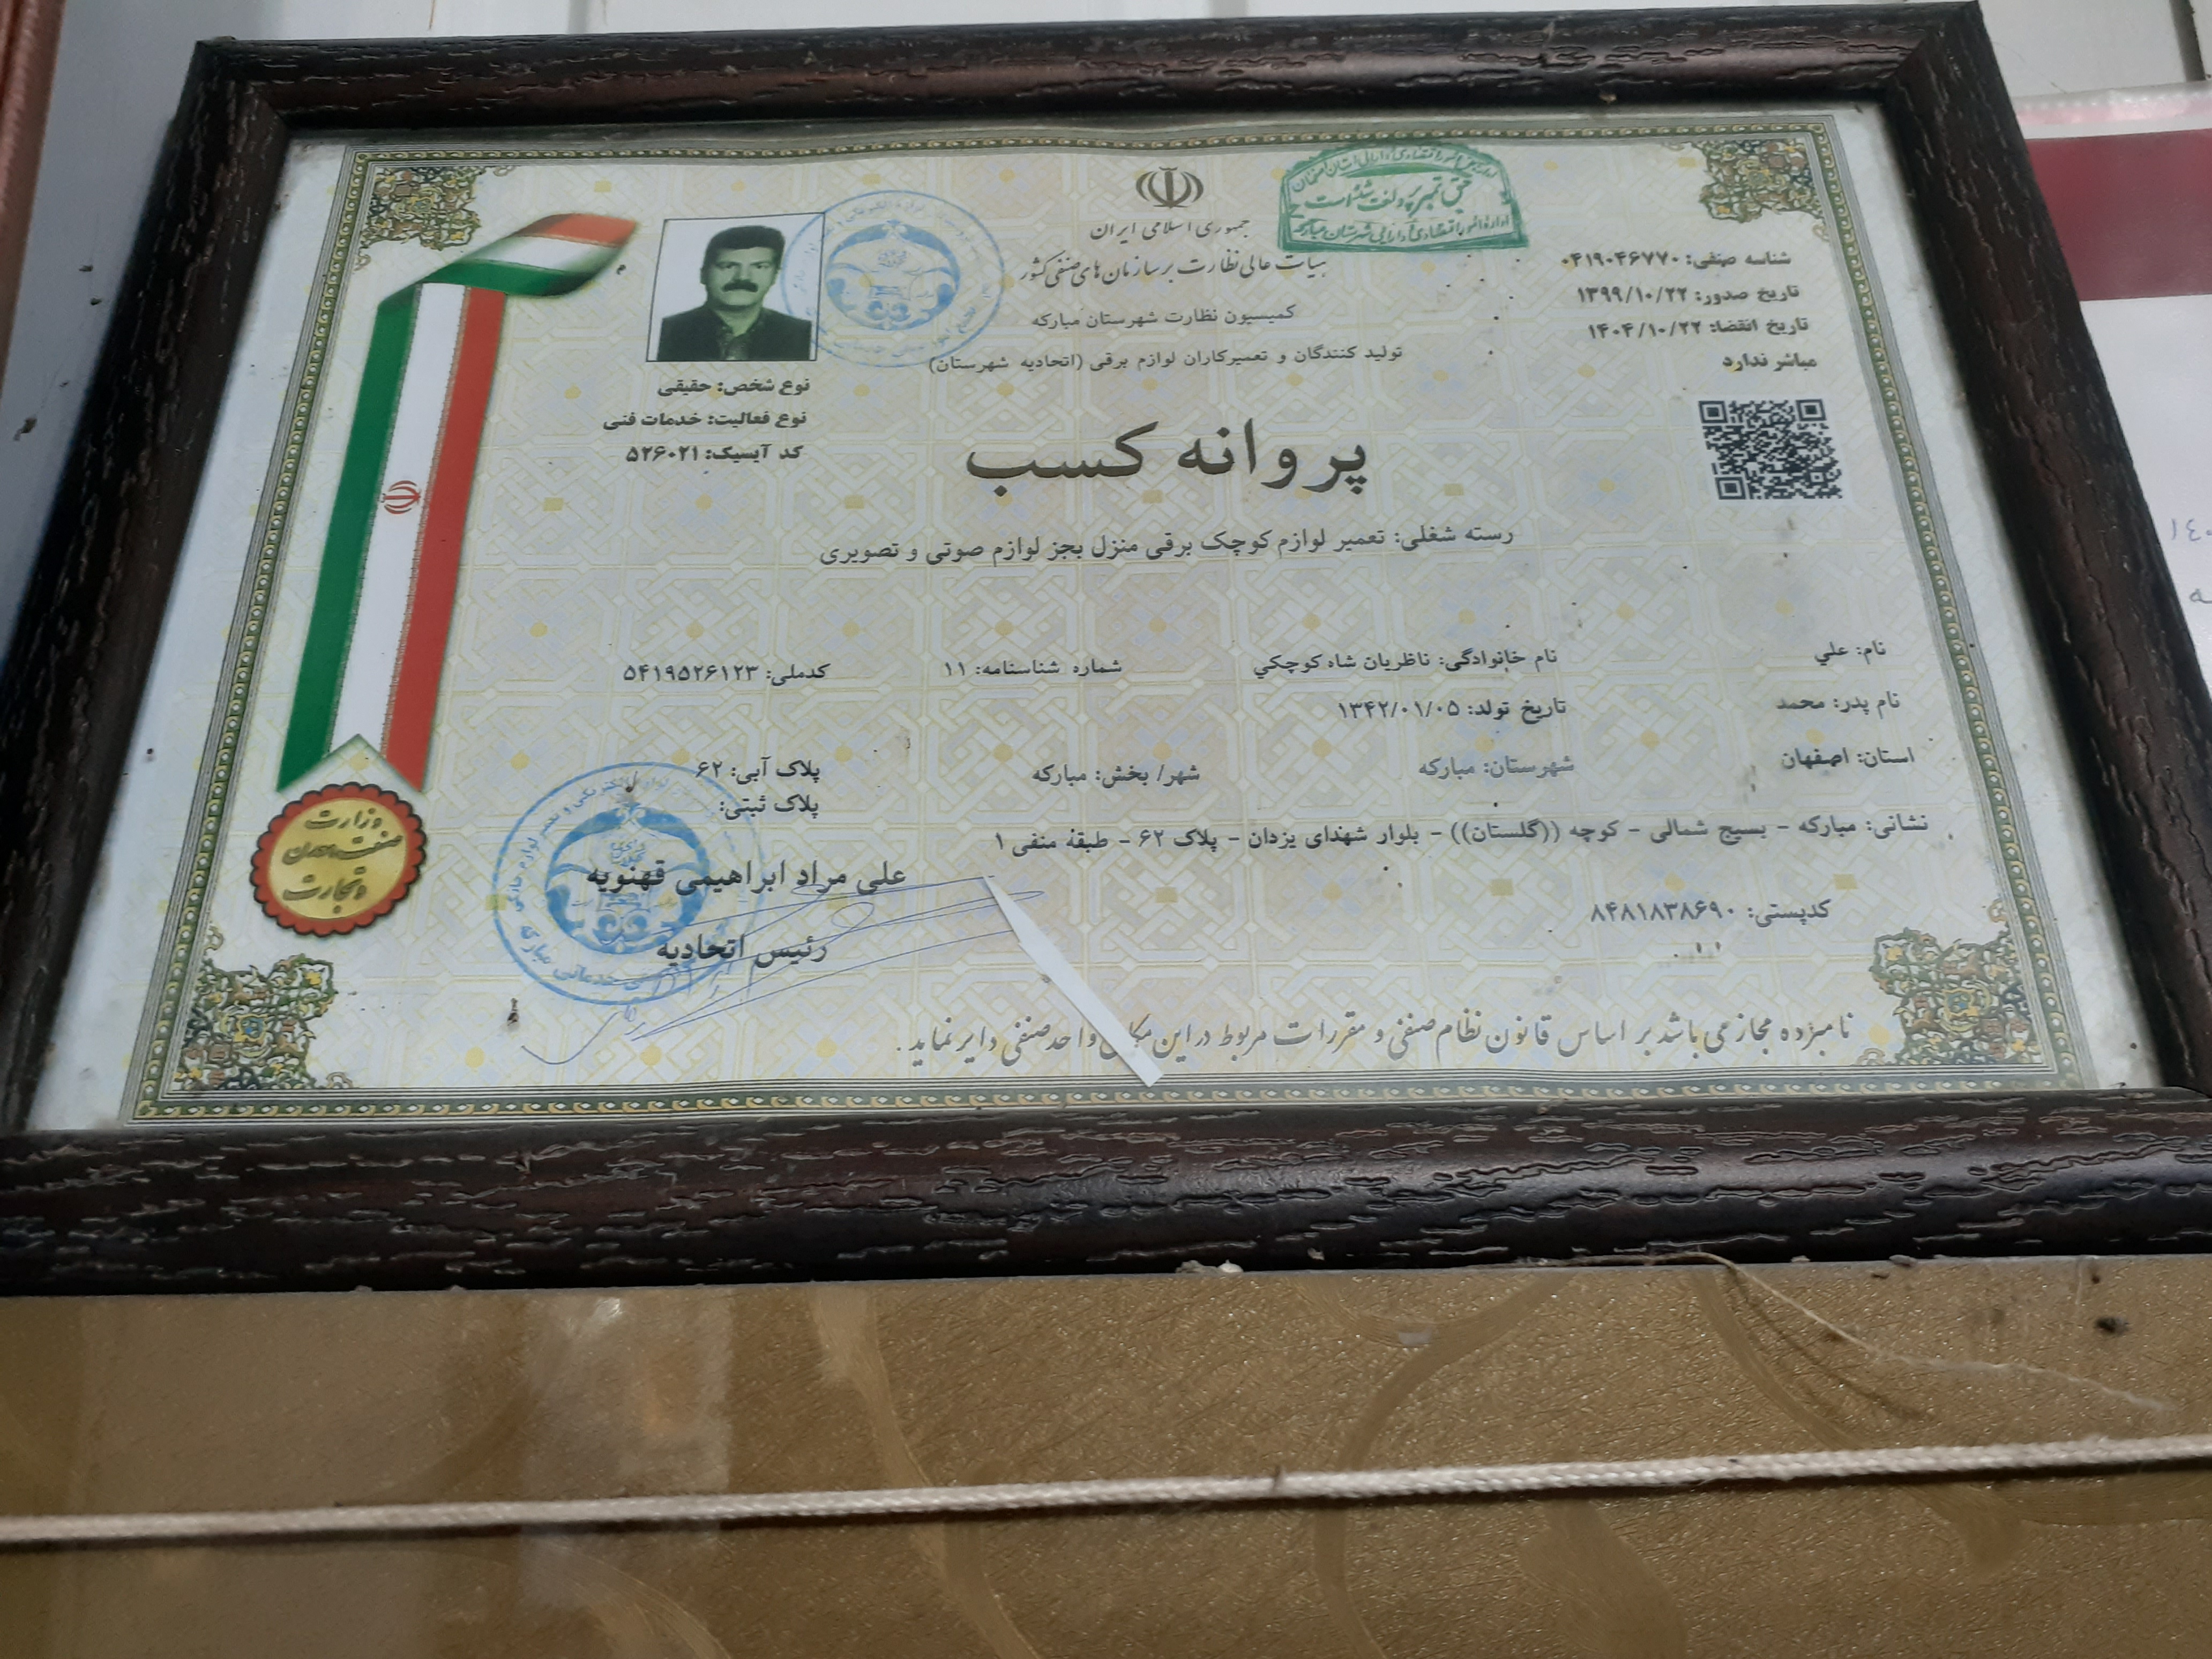 جمهوری اسلامی ایران
هیات عالی نظارت بر سازمان های صنفی کشور
کمیسیون نظارت شهرستان مبارکه
تولید کنندگان و تعمیرکاران لوازم برقی (اتحادیه شهرستان)
حق تمبر پرداخت شده است
اداره امور اقتصادی و دارایی شهرستان مبارکه
شناسه صنفی: ۰۴۱۹۰۴۶۷۷۰
تاریخ صدور: ۱۳۹۹/۱۰/۲۲
تاریخ انقضا: ۱۴۰۴/۱۰/۲۲
مباشر ندارد
نوع شخص: حقیقی
نوع فعالیت: خدمات فنی
کد آیسیک: ۵۲۶۰۲۱
پروانه کسب
رسته شغلی: تعمیر لوازم کوچک برقی منزل بجز لوازم صوتی و تصویری
نام: علي نام خانوادگی: ناظریان شاه کوچکي شماره شناسنامه: ۱۱ کدملی: ۵۴۱۹۵۲۶۱۲۳
نام پدر: محمد تاریخ تولد: ۱۳۴۲/۰۱/۰۵
استان: اصفهان شهرستان: مبارکه شهر/ بخش: مبارکه پلاک آبی: ۶۲
پلاک ثبتی:
نشانی: مبارکه - بسیج شمالی - کوچه ((گلستان)) - بلوار شهدای یزدان - پلاک ۶۲ - طبقه منفی ۱
کدپستی: ۸۴۸۱۸۳۸۶۹۰
علی مراد ابراهیمی قهنویه
رئیس اتحادیه
وزارت
صنعت، معدن
و تجارت
نامبرده مجاز می باشد بر اساس قانون نظام صنفی و مقررات مربوط در این مکان واحد صنفی دایر نماید.